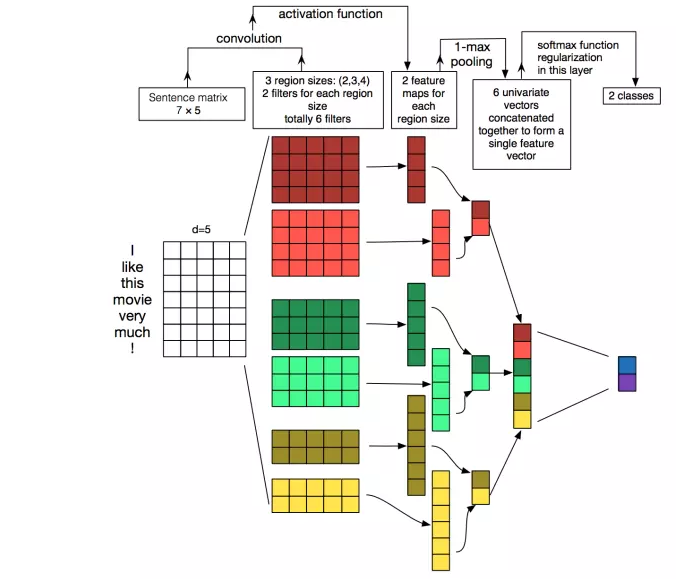 activation function
convolution
1-max
pooling
softmax function
regularization
in this layer
Sentence matrix
7 × 5
3 region sizes: (2,3,4)
2 filters for each region
size
totally 6 filters
2 feature
maps for
each
region size
6 univariate
vectors
concatenated
together to form a
single feature
vector
2 classes
d=5
I
like
this
movie
very
much
!